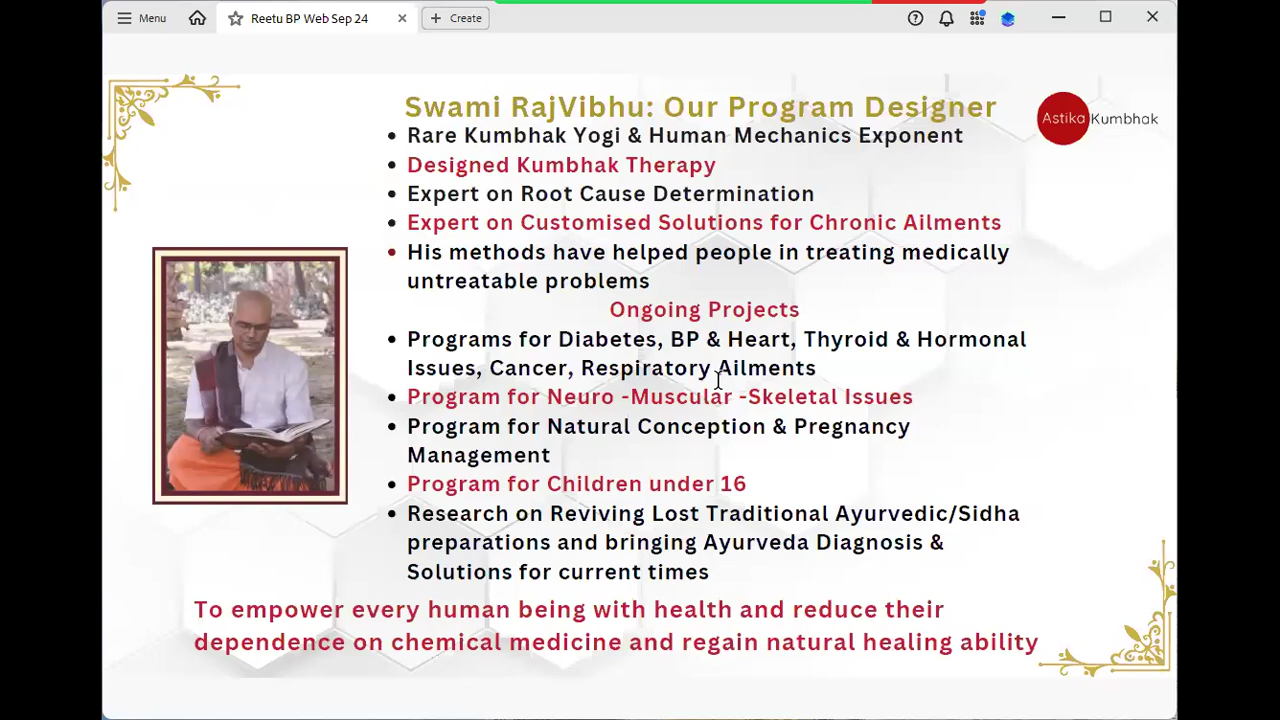 Menu
Reetu BP Web Sep 24
Create
Swami RajVibhu: Our Program Designer
Astika Kumbhak
Rare Kumbhak Yogi & Human Mechanics Exponent
Designed Kumbhak Therapy
Expert on Root Cause Determination
Expert on Customised Solutions for Chronic Ailments
His methods have helped people in treating medically
untreatable problems
Ongoing Projects
Programs for Diabetes, BP & Heart, Thyroid & Hormonal
Issues, Cancer, Respiratory Ailments
Program for Neuro -Muscular -Skeletal Issues
Program for Natural Conception & Pregnancy
Management
Program for Children under 16
Research on Reviving Lost Traditional Ayurvedic/Sidha
preparations and bringing Ayurveda Diagnosis &
Solutions for current times
To empower every human being with health and reduce their
dependence on chemical medicine and regain natural healing ability